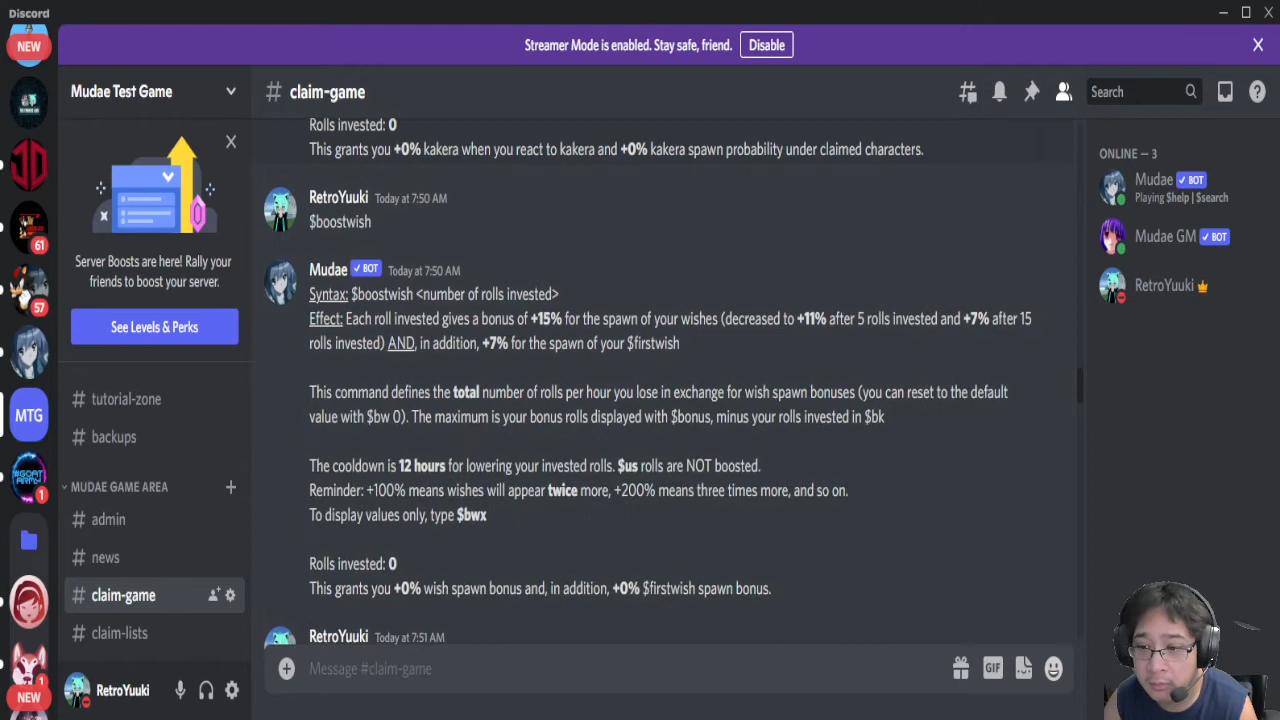 Discord
NEW
Streamer Mode is enabled. Stay safe, friend.
Disable
Mudae Test Game
claim-game
Search
Server Boosts are here! Rally your
friends to boost your server.
See Levels & Perks
tutorial-zone
backups
MUDAE GAME AREA
admin
news
claim-game
claim-lists
RetroYuuki
61
57
MTG
#GOAT
ARMY
1
1
NEW
Rolls invested: 0
This grants you +0% kakera when you react to kakera and +0% kakera spawn probability under claimed characters.
RetroYuuki Today at 7:50 AM
$boostwish
Mudae ✓ BOT Today at 7:50 AM
Syntax: $boostwish <number of rolls invested>
Effect: Each roll invested gives a bonus of +15% for the spawn of your wishes (decreased to +11% after 5 rolls invested and +7% after 15
rolls invested) AND, in addition, +7% for the spawn of your $firstwish
This command defines the total number of rolls per hour you lose in exchange for wish spawn bonuses (you can reset to the default
value with $bw 0). The maximum is your bonus rolls displayed with $bonus, minus your rolls invested in $bk
The cooldown is 12 hours for lowering your invested rolls. $us rolls are NOT boosted.
Reminder: +100% means wishes will appear twice more, +200% means three times more, and so on.
To display values only, type $bwx
Rolls invested: 0
This grants you +0% wish spawn bonus and, in addition, +0% $firstwish spawn bonus.
RetroYuuki Today at 7:51 AM
Message #claim-game
GIF
ONLINE — 3
Mudae ✓ BOT
Playing $help | $search
Mudae GM ✓ BOT
RetroYuuki